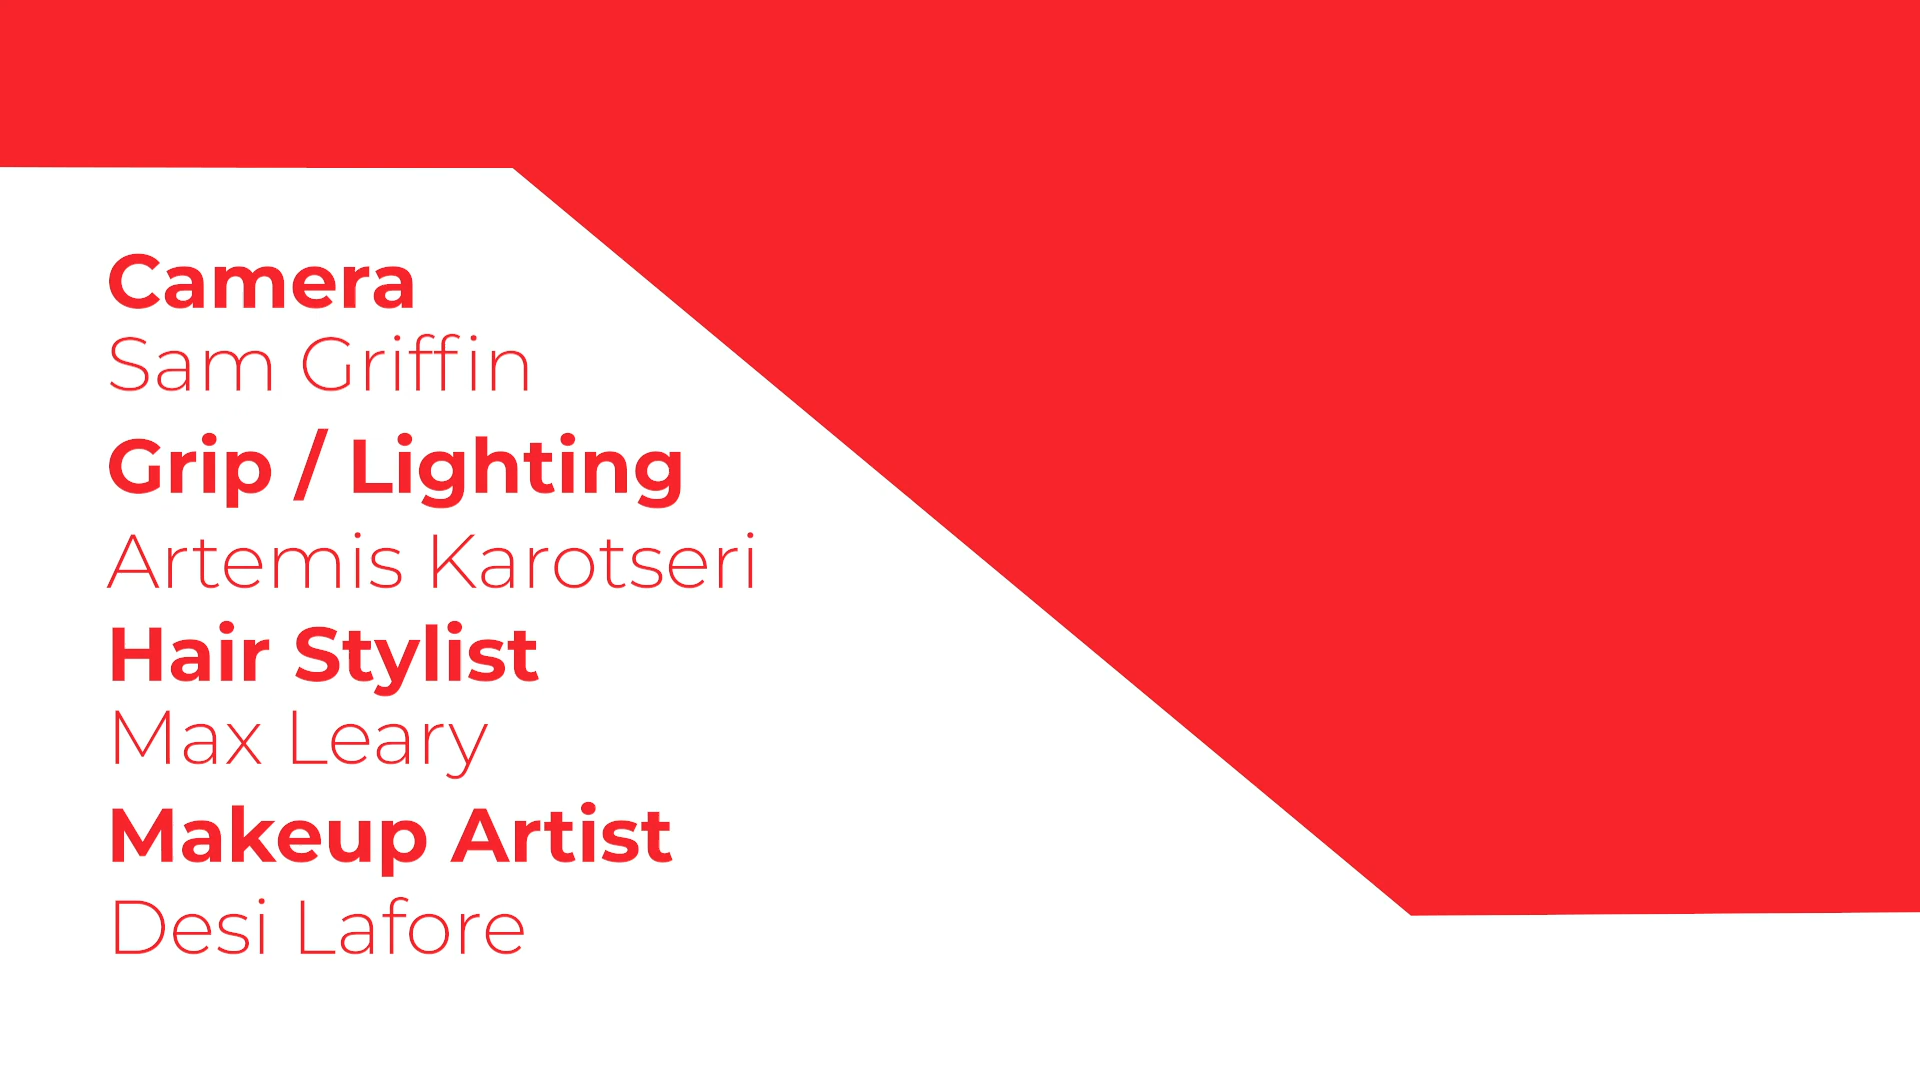 Camera
Sam Griffin
Grip / Lighting
Artemis Karotseri
Hair Stylist
Max Leary
Makeup Artist
Desi Lafore